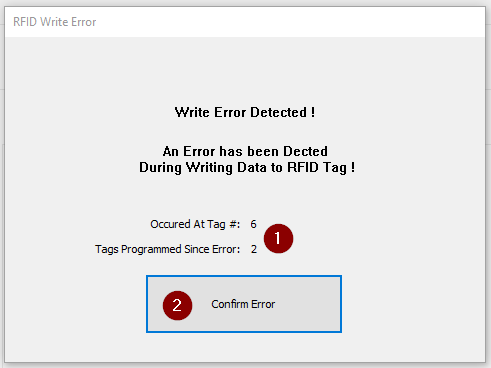 RFID Write Error
Write Error Detected !
An Error has been Dected
During Writing Data to RFID Tag !
Occured At Tag #: 6
1
Tags Programmed Since Error: 2
2 Confirm Error